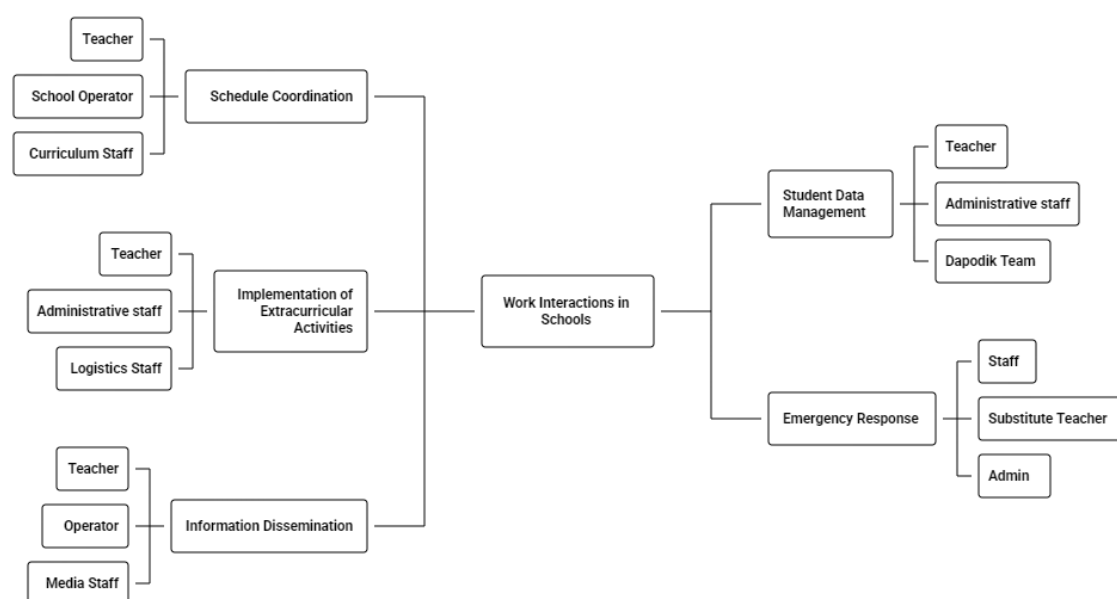 Teacher
School Operator
Curriculum Staff
Schedule Coordination
Teacher
Administrative staff
Logistics Staff
Implementation of
Extracurricular
Activities
Teacher
Operator
Media Staff
Information Dissemination
Work Interactions in
Schools
Student Data
Management
Teacher
Administrative staff
Dapodik Team
Emergency Response
Staff
Substitute Teacher
Admin